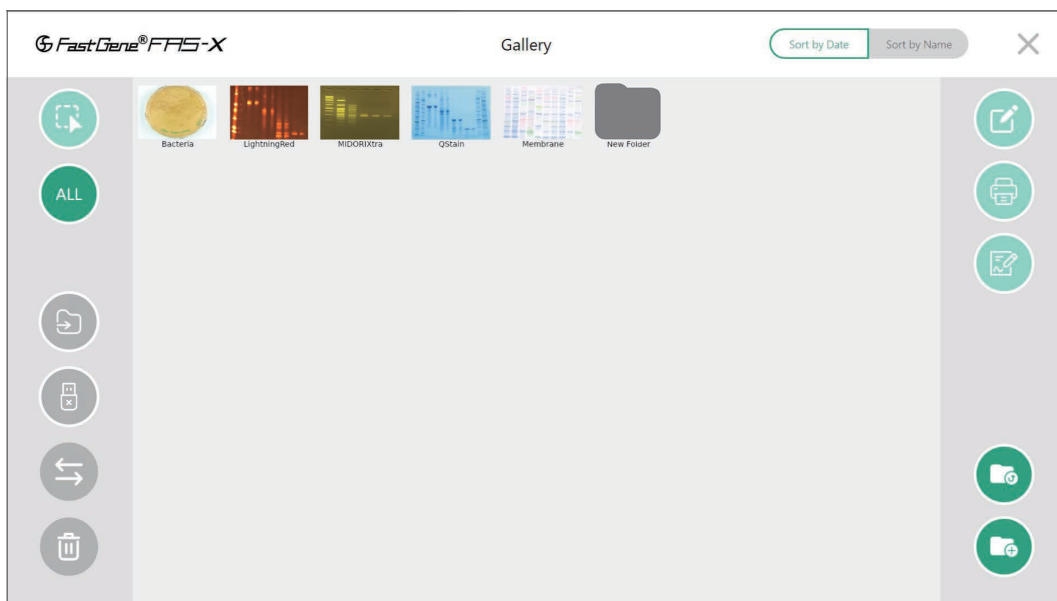 FastGene® FAS-X
Gallery
Sort by Date
Sort by Name
ALL
Bacteria
LightningRed
MIDORIXtra
QStain
Membrane
New Folder